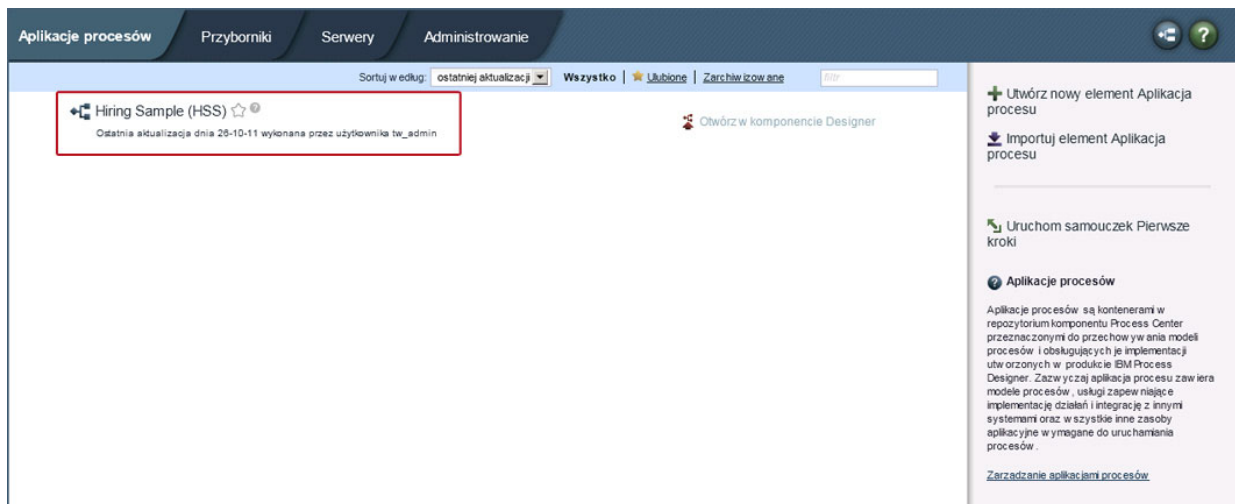 Aplikacje procesów
Przyborniki
Serwery
Administrowanie
?
Sortuj według: ostatniej aktualizacji Wszystko | Ulubione | Zarchiwizowane filtr
Hiring Sample (HSS) ?
Ostatnia aktualizacja dnia 26-10-11 wykonana przez użytkownika tw_admin
Otwórz w komponencie Designer
Utwórz nowy element Aplikacja
procesu
Importuj element Aplikacja
procesu
Uruchom samouczek Pierwsze
kroki
? Aplikacje procesów
Aplikacje procesów są kontenerami w
repozytorium komponentu Process Center
przeznaczonymi do przechowywania modeli
procesów i obsługujących je implementacji
utworzonych w produkcie IBM Process
Designer. Zazwyczaj aplikacja procesu zawiera
modele procesów, usługi zapewniające
implementację działań i integrację z innymi
systemami oraz wszystkie inne zasoby
aplikacyjne wymagane do uruchamiania
procesów.
Zarzadzanie aplikacjami procesów